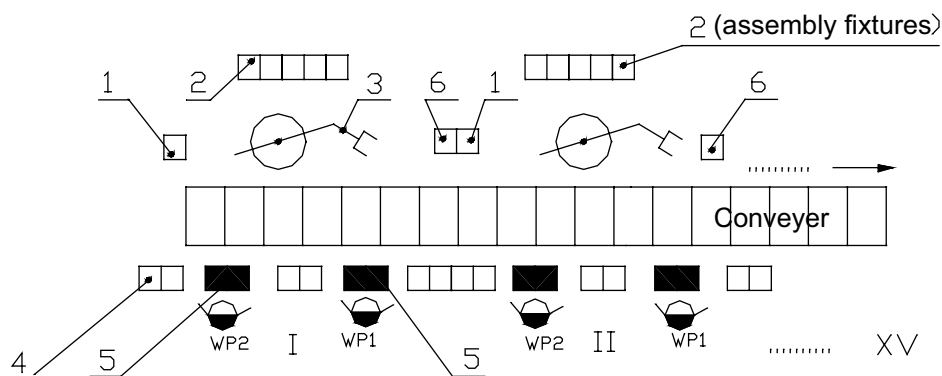 2 (assembly fixtures)
1 2 3 6 1 6
Conveyer
WP2 I WP1 WP2 II WP1 XV
4 5 5